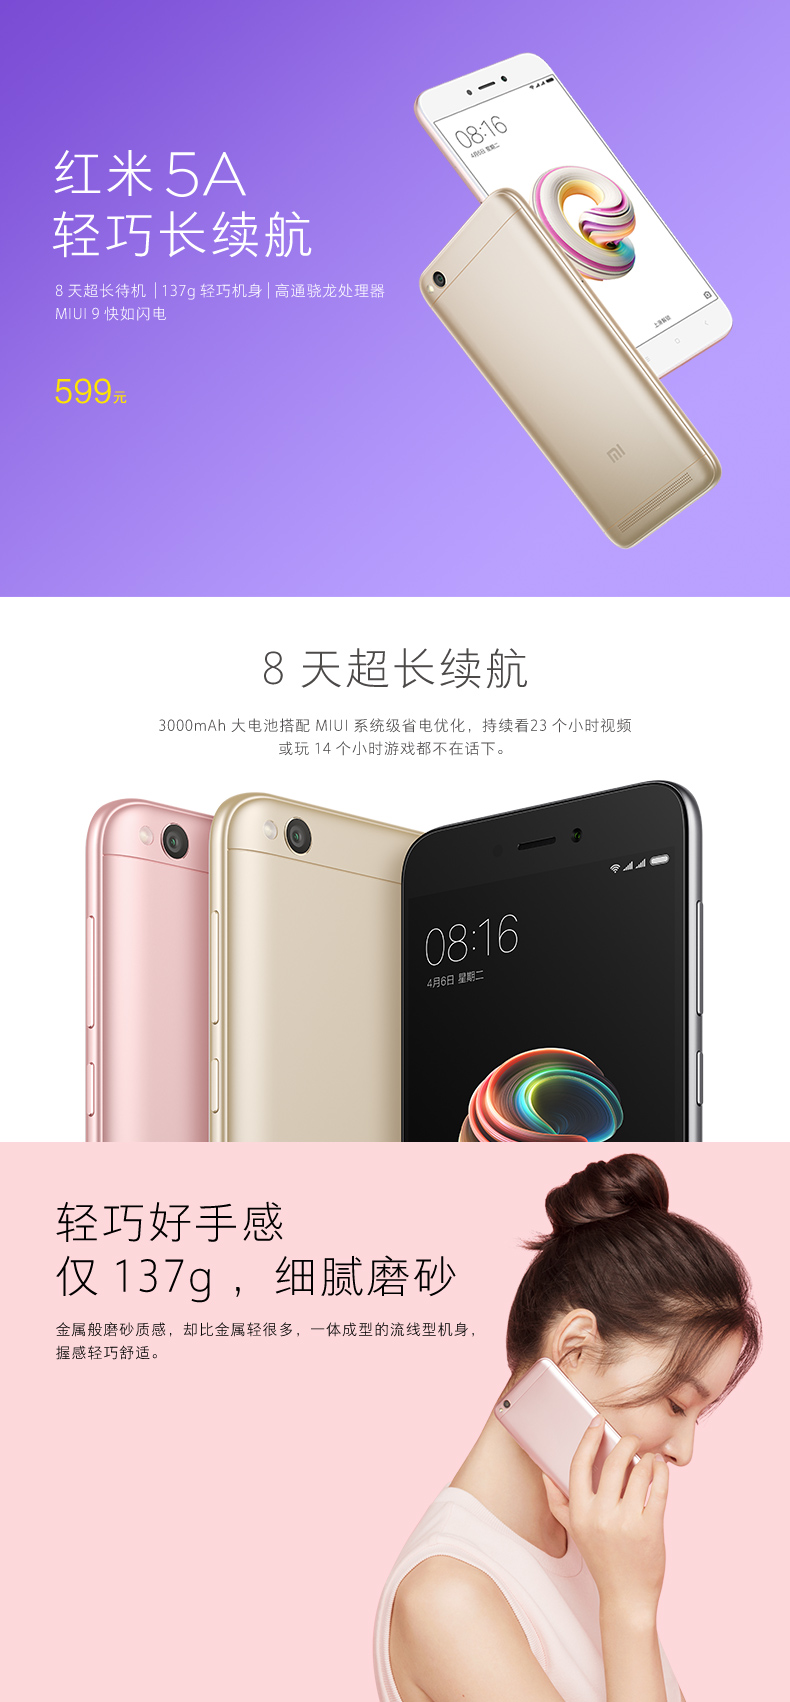 红米5A
轻巧长续航
8 天超长待机 | 137g 轻巧机身 | 高通骁龙处理器
MIUI 9 快如闪电
599元
08:16
4月6日 星期二
上滑解锁
mi
8 天超长续航
3000mAh 大电池搭配 MIUI 系统级省电优化，持续看23 个小时视频
或玩 14 个小时游戏都不在话下。
08:16
4月6日 星期二
轻巧好手感
仅 137g ，细腻磨砂
金属般磨砂质感，却比金属轻很多，一体成型的流线型机身，
握感轻巧舒适。